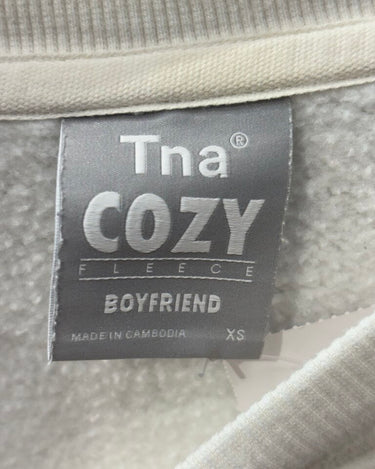 Tna®
COZY
FLEECE
BOYFRIEND
MADE IN CAMBODIA XS